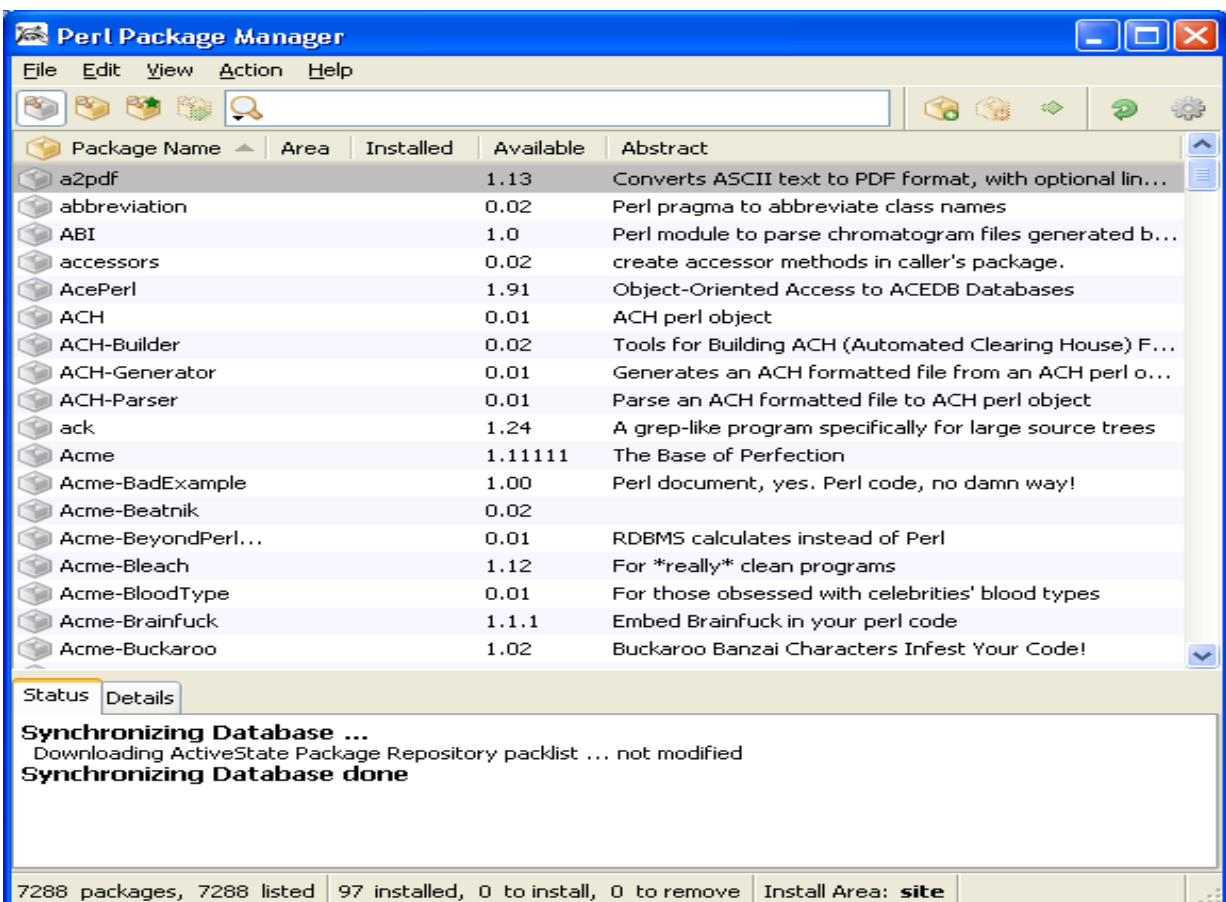 Perl Package Manager
File Edit View Action Help
Package Name Area Installed Available Abstract
a2pdf 1.13 Converts ASCII text to PDF format, with optional lin...
abbreviation 0.02 Perl pragma to abbreviate class names
ABI 1.0 Perl module to parse chromatogram files generated b...
accessors 0.02 create accessor methods in caller's package.
AcePerl 1.91 Object-Oriented Access to ACEDB Databases
ACH 0.01 ACH perl object
ACH-Builder 0.02 Tools for Building ACH (Automated Clearing House) F...
ACH-Generator 0.01 Generates an ACH formatted file from an ACH perl o...
ACH-Parser 0.01 Parse an ACH formatted file to ACH perl object
ack 1.24 A grep-like program specifically for large source trees
Acme 1.11111 The Base of Perfection
Acme-BadExample 1.00 Perl document, yes. Perl code, no damn way!
Acme-Beatnik 0.02
Acme-BeyondPerl... 0.01 RDBMS calculates instead of Perl
Acme-Bleach 1.12 For *really* clean programs
Acme-BloodType 0.01 For those obsessed with celebrities' blood types
Acme-Brainfuck 1.1.1 Embed Brainfuck in your perl code
Acme-Buckaroo 1.02 Buckaroo Banzai Characters Infest Your Code!
Status Details
Synchronizing Database ...
Downloading ActiveState Package Repository packlist ... not modified
Synchronizing Database done
7288 packages, 7288 listed 97 installed, 0 to install, 0 to remove Install Area: site